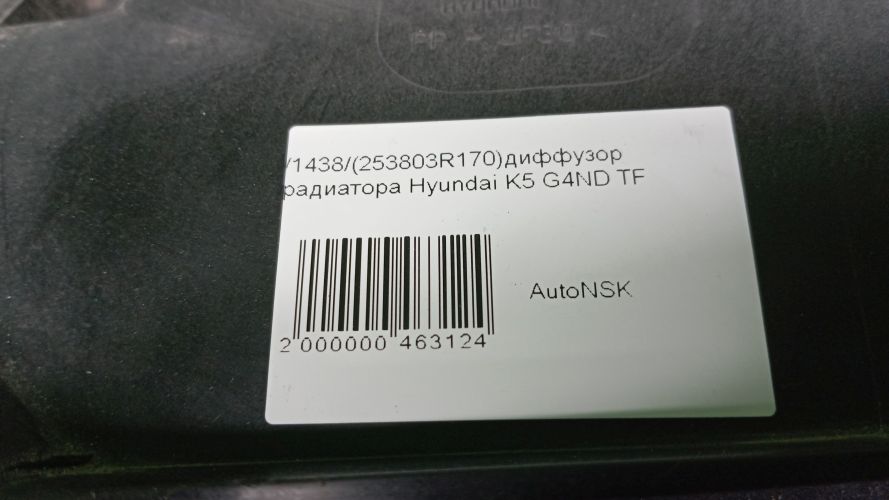 /1438/(253803R170)диффузор
радиатора Hyundai K5 G4ND TF
AutoNSK
2 000000 463124